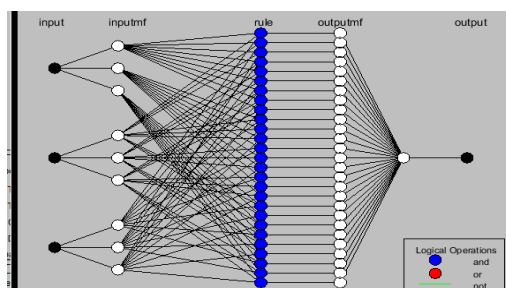 input inputmf rule outputmf output
Logical Operations
and
or
not